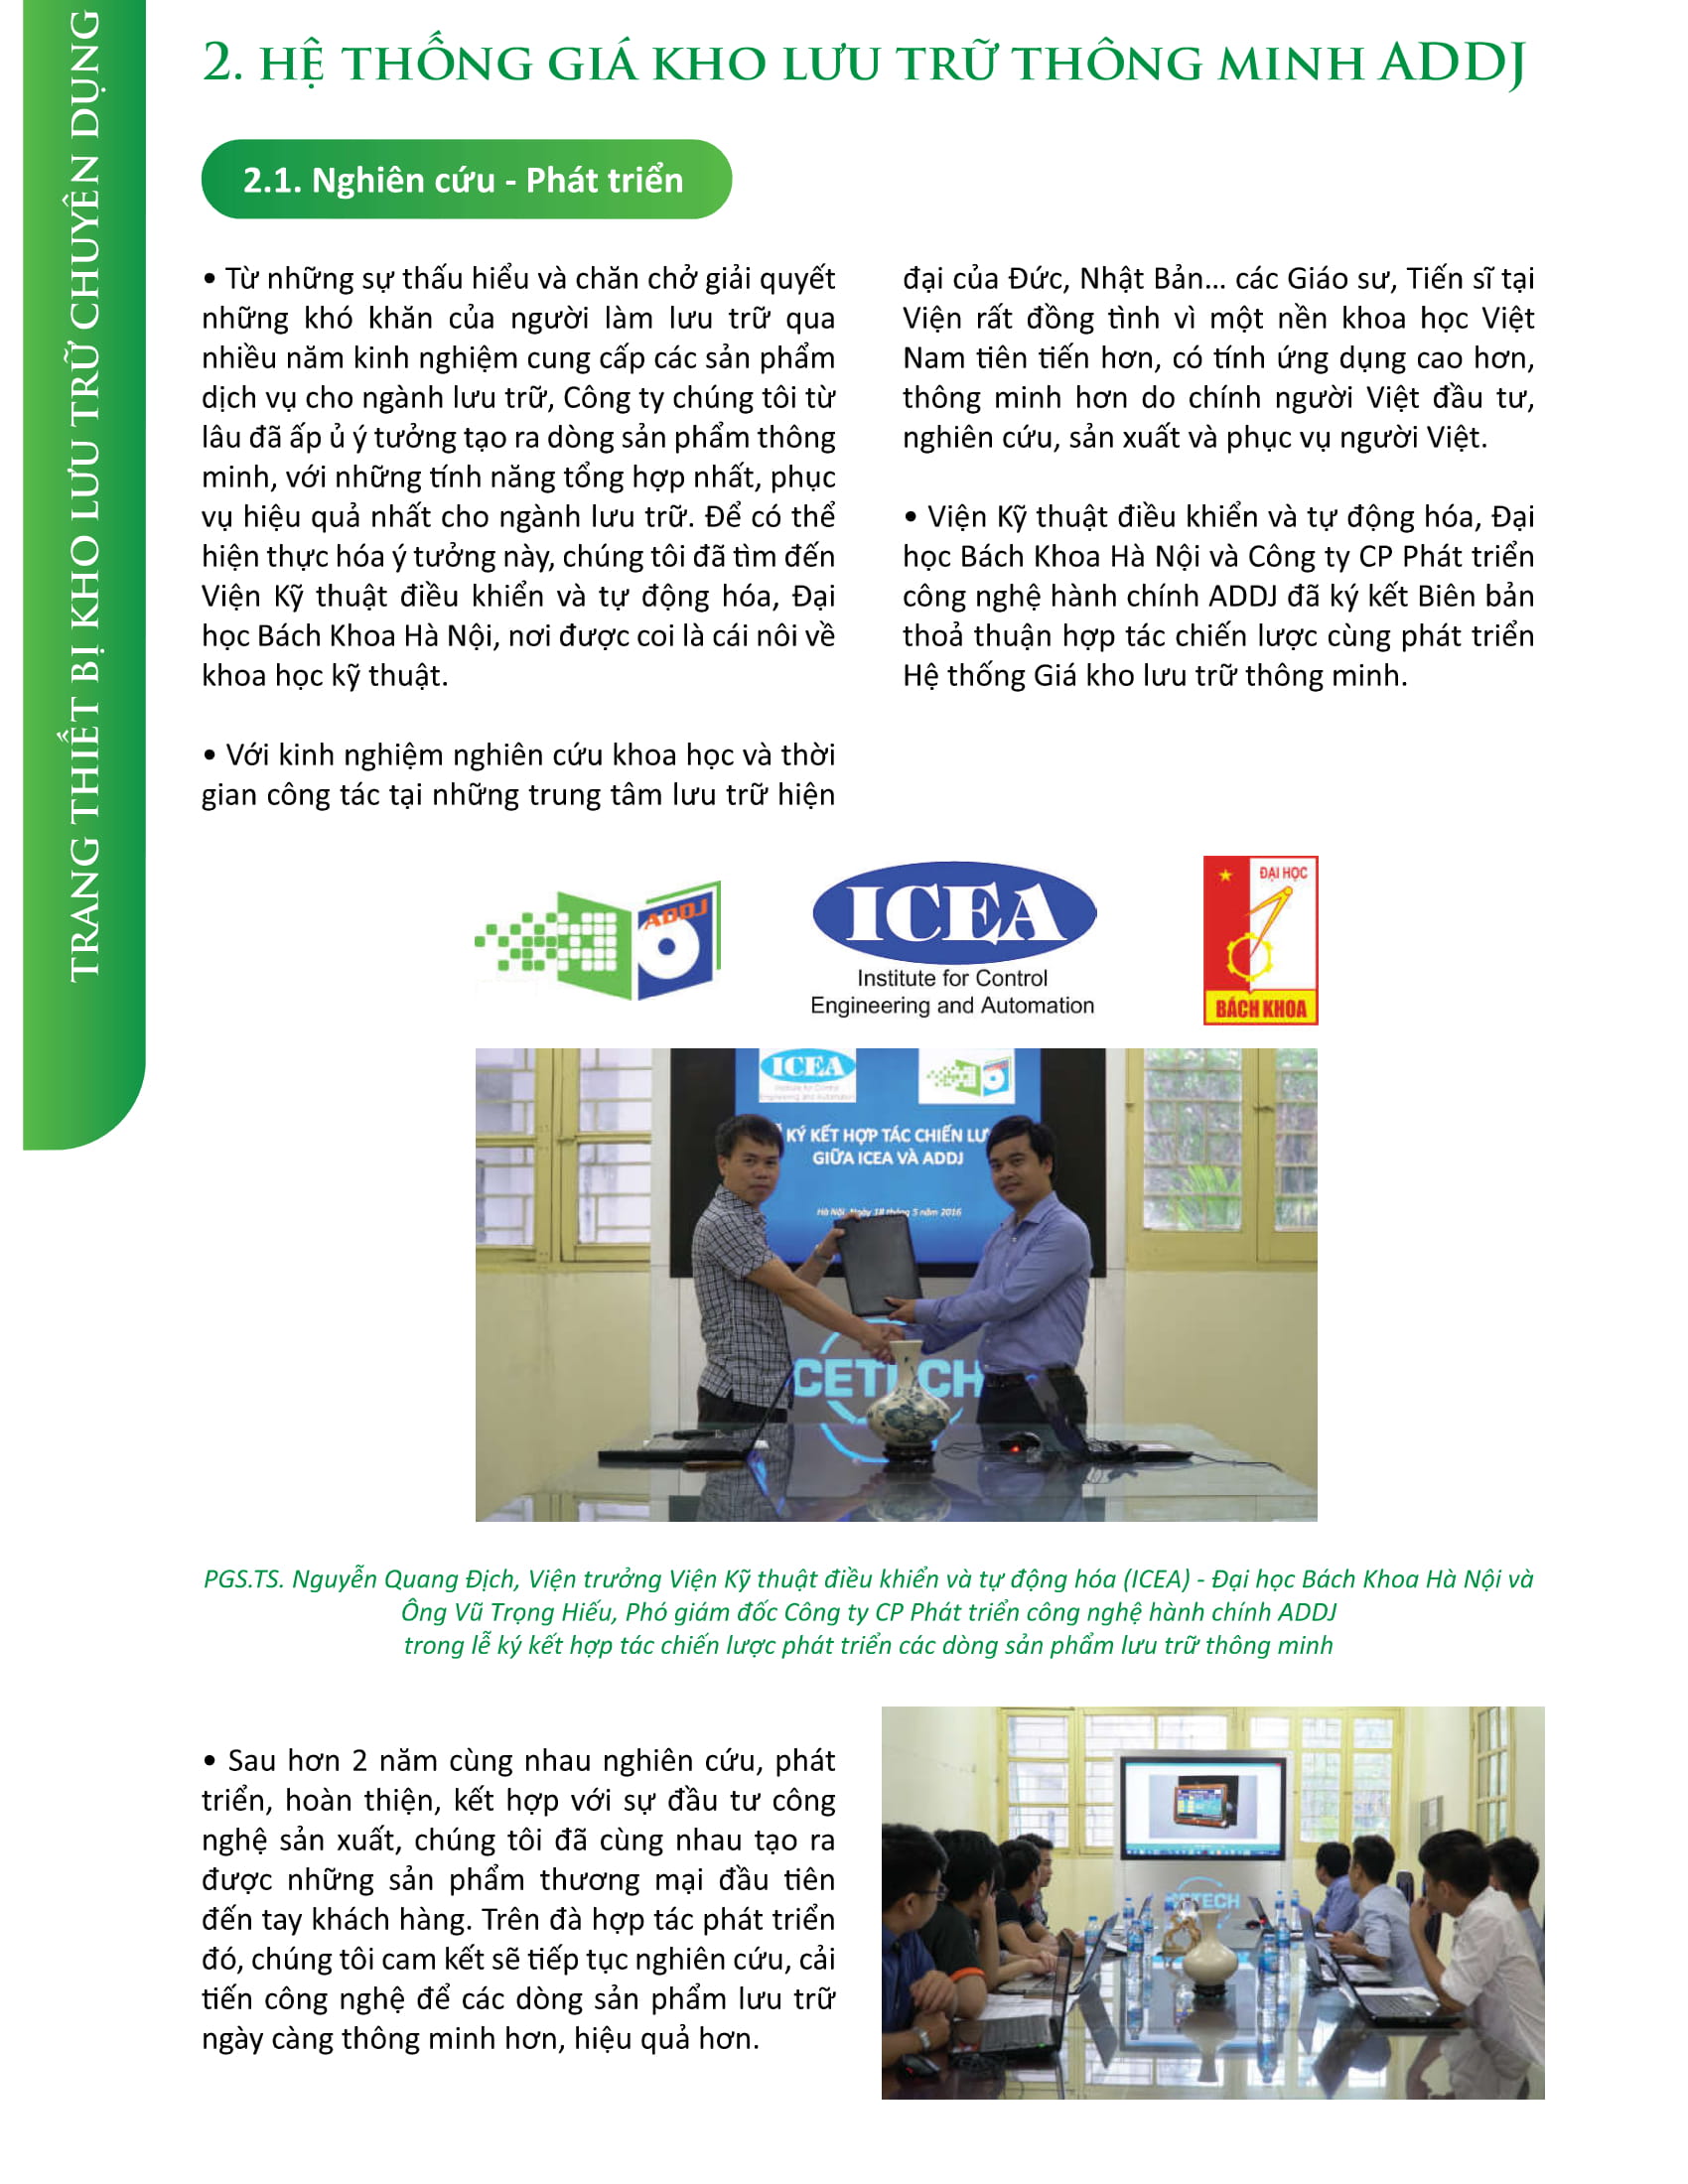 TRANG THIẾT BỊ KHO LƯU TRỮ CHUYÊN DỤNG
2. HỆ THỐNG GIÁ KHO LƯU TRỮ THÔNG MINH ADDJ
2.1. Nghiên cứu - Phát triển
• Từ những sự thấu hiểu và chăn chở giải quyết
những khó khăn của người làm lưu trữ qua
nhiều năm kinh nghiệm cung cấp các sản phẩm
dịch vụ cho ngành lưu trữ, Công ty chúng tôi từ
lâu đã ấp ủ ý tưởng tạo ra dòng sản phẩm thông
minh, với những tính năng tổng hợp nhất, phục
vụ hiệu quả nhất cho ngành lưu trữ. Để có thể
hiện thực hóa ý tưởng này, chúng tôi đã tìm đến
Viện Kỹ thuật điều khiển và tự động hóa, Đại
học Bách Khoa Hà Nội, nơi được coi là cái nôi về
khoa học kỹ thuật.
• Với kinh nghiệm nghiên cứu khoa học và thời
gian công tác tại những trung tâm lưu trữ hiện
đại của Đức, Nhật Bản... các Giáo sư, Tiến sĩ tại
Viện rất đồng tình vì một nền khoa học Việt
Nam tiên tiến hơn, có tính ứng dụng cao hơn,
thông minh hơn do chính người Việt đầu tư,
nghiên cứu, sản xuất và phục vụ người Việt.
• Viện Kỹ thuật điều khiển và tự động hóa, Đại
học Bách Khoa Hà Nội và Công ty CP Phát triển
công nghệ hành chính ADDJ đã ký kết Biên bản
thoả thuận hợp tác chiến lược cùng phát triển
Hệ thống Giá kho lưu trữ thông minh.
ADDJ
ICEA
Institute for Control
Engineering and Automation
ĐẠI HỌC
BÁCH KHOA
ICEA
Institute for Control
Engineering and Automation
KÝ KẾT HỢP TÁC CHIẾN LƯ
GIỮA ICEA VÀ ADDJ
Hà Nội, Ngày 18 tháng 5 năm 2016
CETECH
PGS.TS. Nguyễn Quang Địch, Viện trưởng Viện Kỹ thuật điều khiển và tự động hóa (ICEA) - Đại học Bách Khoa Hà Nội và
Ông Vũ Trọng Hiếu, Phó giám đốc Công ty CP Phát triển công nghệ hành chính ADDJ
trong lễ ký kết hợp tác chiến lược phát triển các dòng sản phẩm lưu trữ thông minh
• Sau hơn 2 năm cùng nhau nghiên cứu, phát
triển, hoàn thiện, kết hợp với sự đầu tư công
nghệ sản xuất, chúng tôi đã cùng nhau tạo ra
được những sản phẩm thương mại đầu tiên
đến tay khách hàng. Trên đà hợp tác phát triển
đó, chúng tôi cam kết sẽ tiếp tục nghiên cứu, cải
tiến công nghệ để các dòng sản phẩm lưu trữ
ngày càng thông minh hơn, hiệu quả hơn.
CETECH